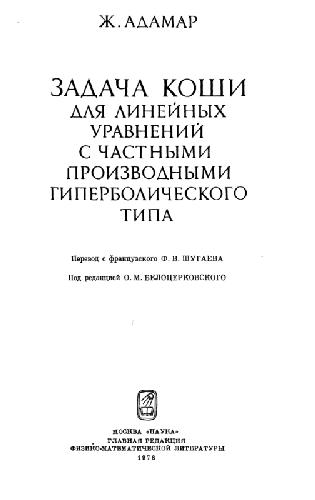 Ж. АДАМАР
ЗАДАЧА КОШИ
ДЛЯ ЛИНЕЙНЫХ
УРАВНЕНИЙ
С ЧАСТНЫМИ
ПРОИЗВОДНЫМИ
ГИПЕРБОЛИЧЕСКОГО
ТИПА
Перевод с французского Ф. В. ШУГАЕВА
Под редакцией О. М. БЕЛОЦЕРКОВСКОГО
МОСКВА «НАУКА»
ГЛАВНАЯ РЕДАКЦИЯ
ФИЗИКО-МАТЕМАТИЧЕСКОЙ ЛИТЕРАТУРЫ
1978